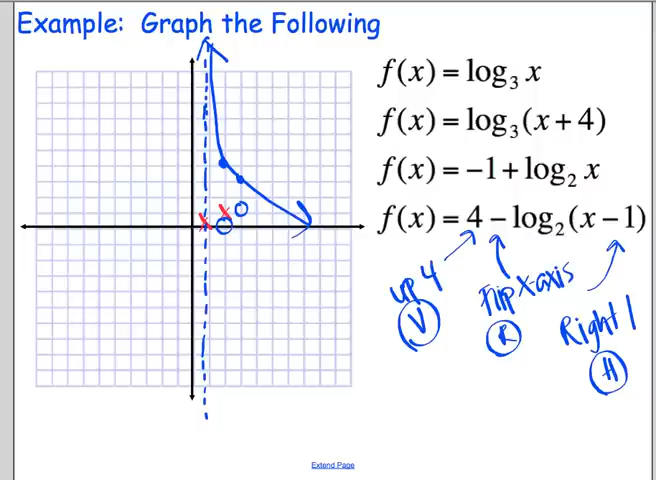 Example: Graph the Following
f(x) = log₃ x
f(x) = log₃(x + 4)
f(x) = −1 + log₂ x
f(x) = 4 − log₂(x − 1)
up 4
V
flip x-axis
R
Right 1
H
x x
Extend Page